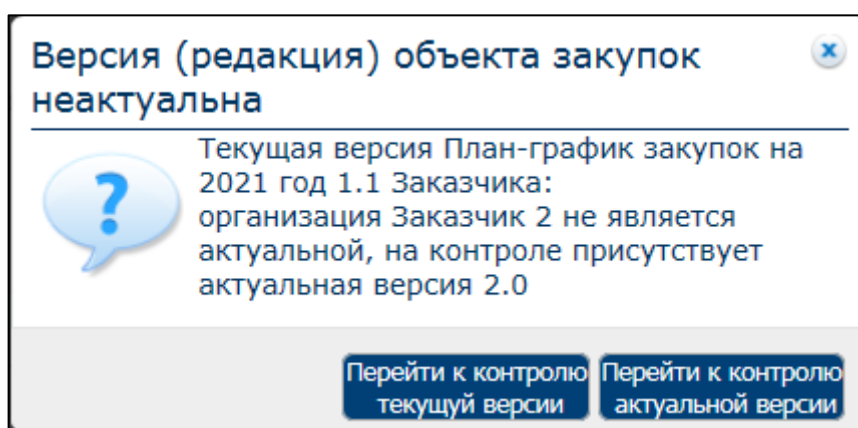 Версия (редакция) объекта закупок
неактуальна
Текущая версия План-график закупок на
2021 год 1.1 Заказчика:
организация Заказчик 2 не является
актуальной, на контроле присутствует
актуальная версия 2.0
Перейти к контролю
текущуй версии
Перейти к контролю
актуальной версии